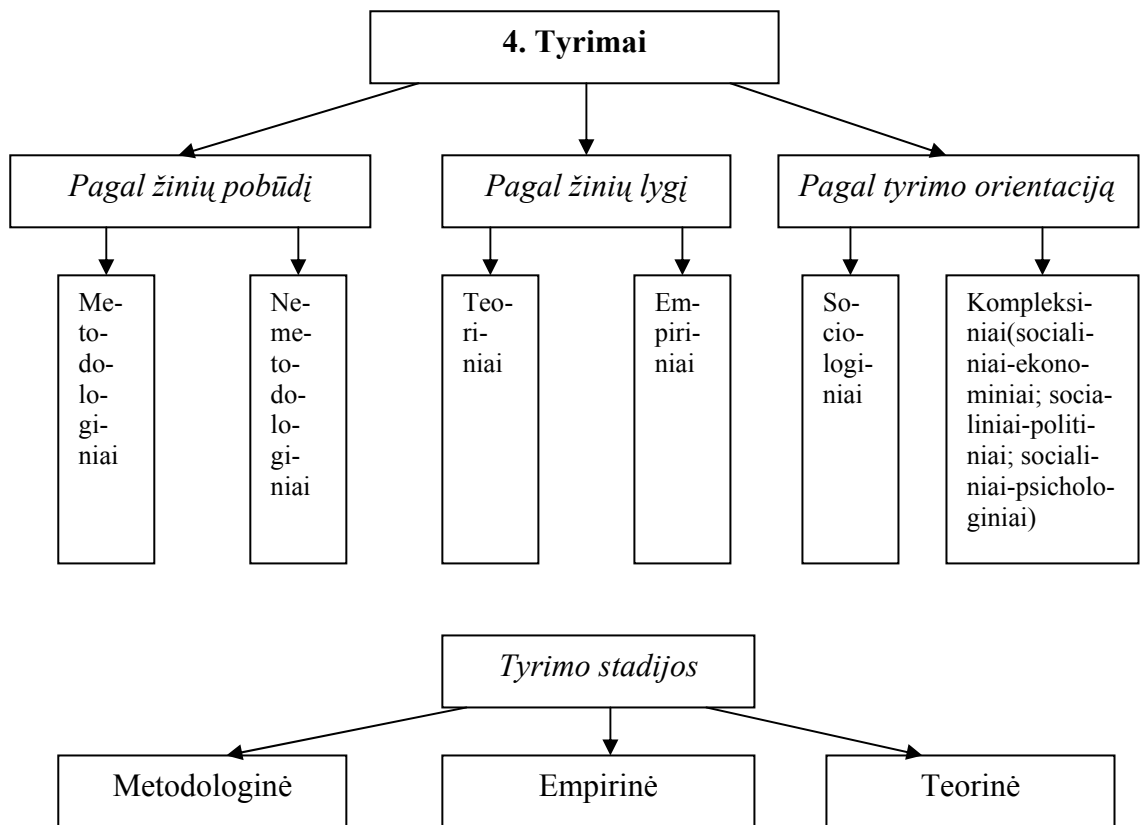 4. Tyrimai
Pagal žinių pobūdį
Pagal žinių lygį
Pagal tyrimo orientaciją
Me-
to-
do-
lo-
gi-
niai
Ne-
me-
to-
do-
lo-
gi-
niai
Teo-
ri-
niai
Em-
piri-
niai
So-
cio-
logi-
niai
Kompleksi-
niai(sociali-
niai-ekono-
miniai; socia-
liniai-politi-
niai; sociali-
niai-psicholo-
giniai)
Tyrimo stadijos
Metodologinė
Empirinė
Teorinė